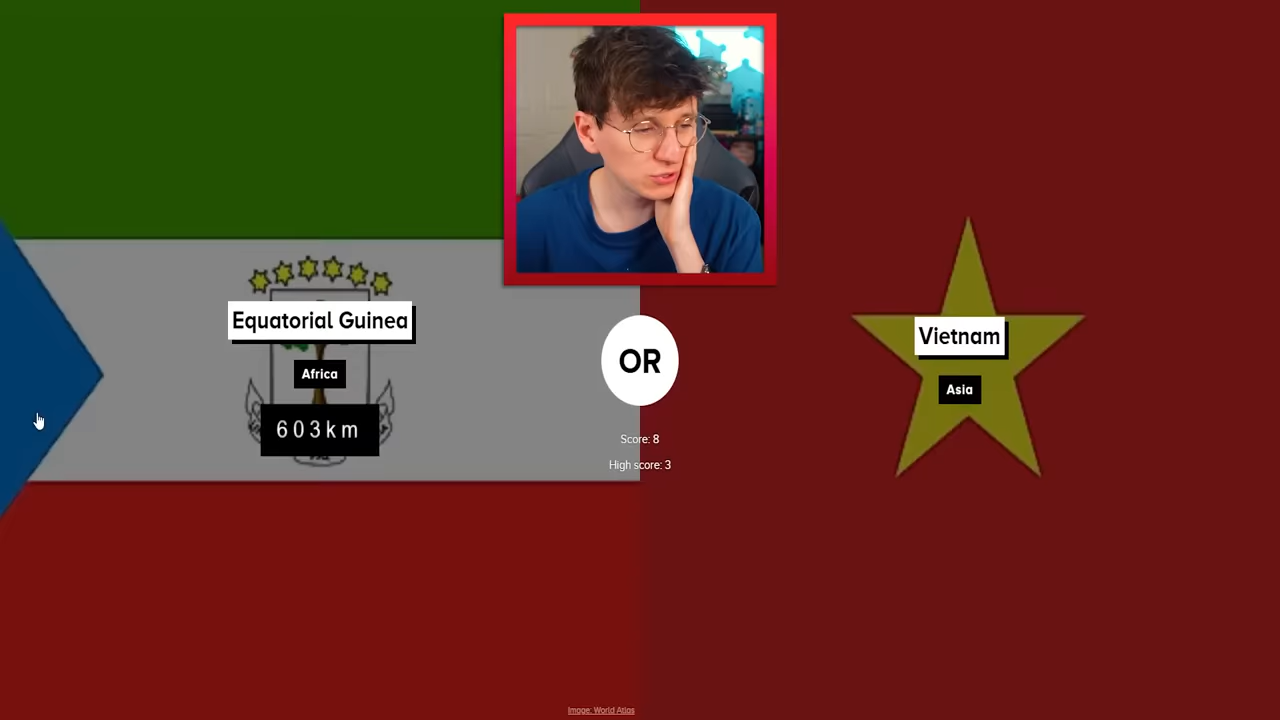 Equatorial Guinea
Africa
603km
OR
Score: 8
High score: 3
Vietnam
Asia
Image: World Atlas